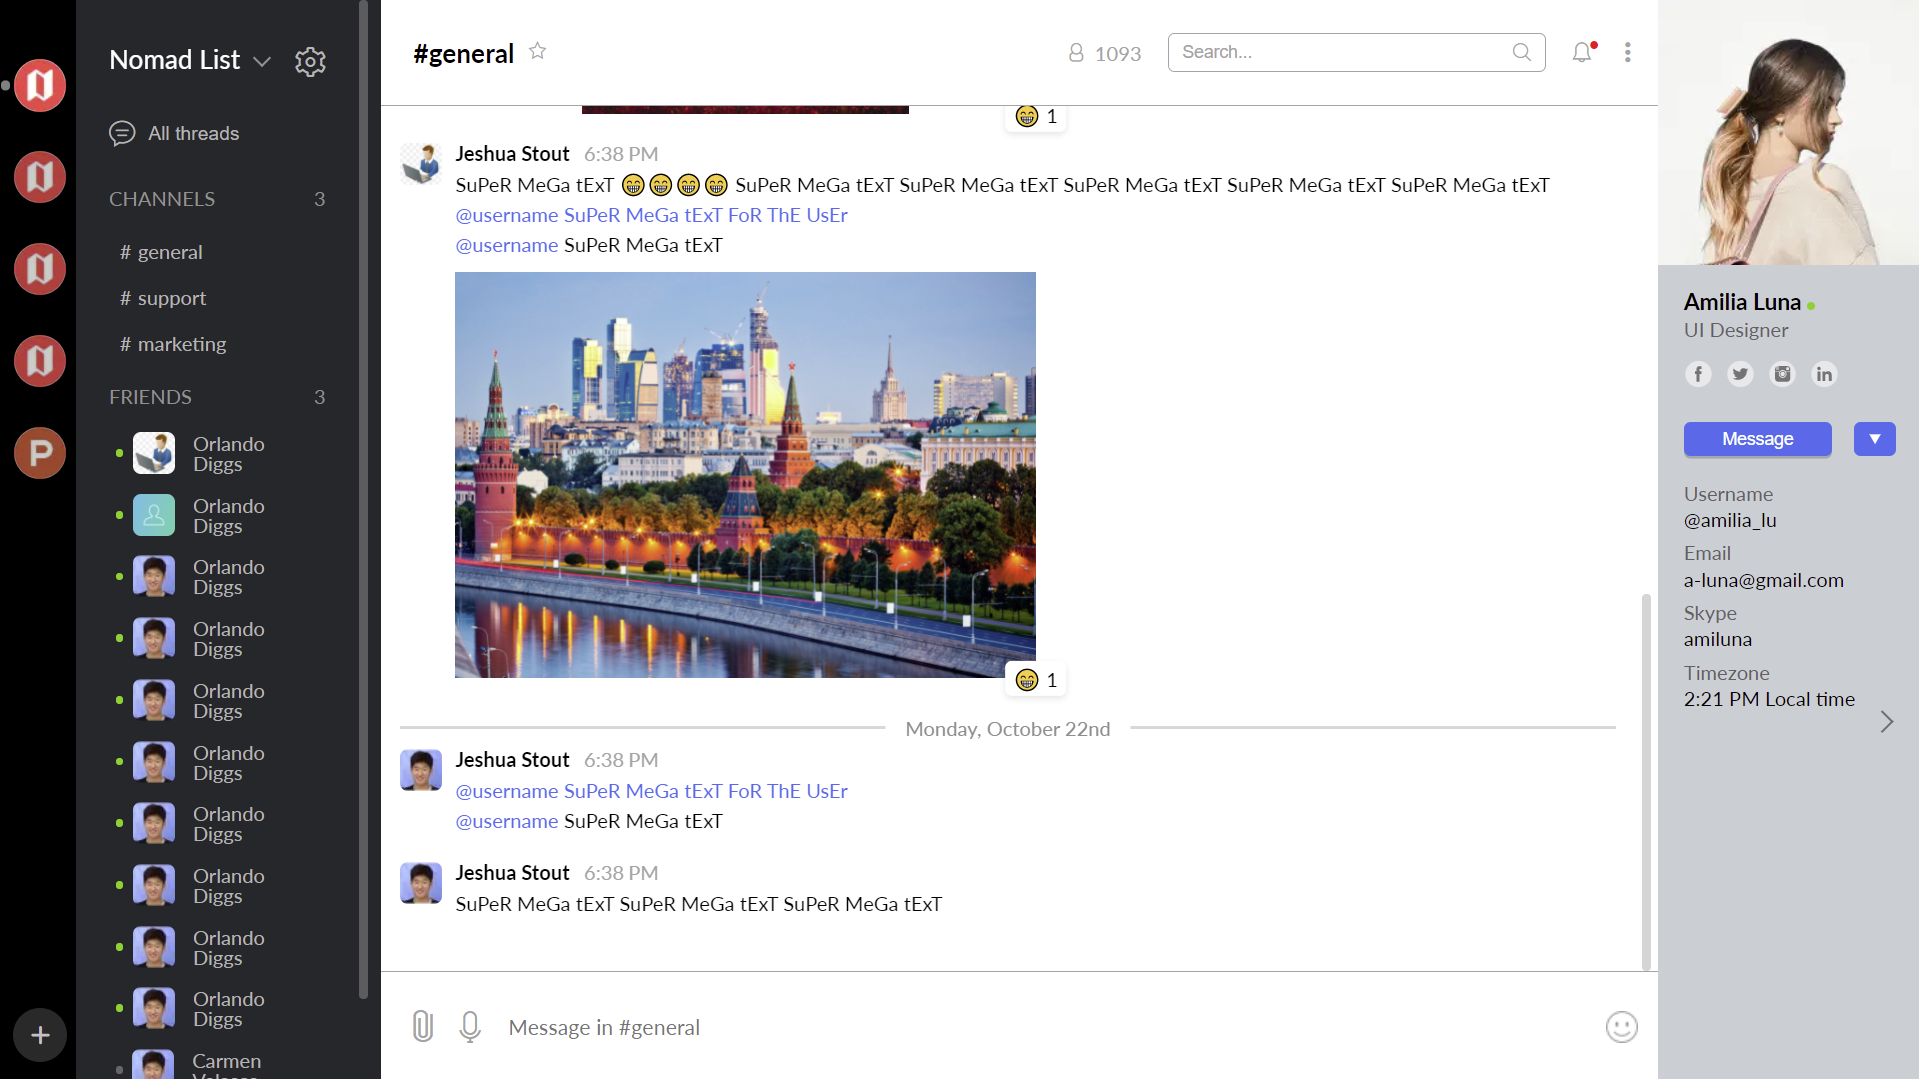 Nomad List
All threads
CHANNELS 3
# general
# support
# marketing
FRIENDS 3
Orlando
Diggs
Orlando
Diggs
Orlando
Diggs
Orlando
Diggs
Orlando
Diggs
Orlando
Diggs
Orlando
Diggs
Orlando
Diggs
Orlando
Diggs
Orlando
Diggs
Carmen
P
+
#general
1093
Search...
1
Jeshua Stout 6:38 PM
SuPeR MeGa tExT 😁😁😁😁 SuPeR MeGa tExT SuPeR MeGa tExT SuPeR MeGa tExT SuPeR MeGa tExT SuPeR MeGa tExT
@username SuPeR MeGa tExT FoR ThE UsEr
@username SuPeR MeGa tExT
1
Monday, October 22nd
Jeshua Stout 6:38 PM
@username SuPeR MeGa tExT FoR ThE UsEr
@username SuPeR MeGa tExT
Jeshua Stout 6:38 PM
SuPeR MeGa tExT SuPeR MeGa tExT SuPeR MeGa tExT
Message in #general
Amilia Luna
UI Designer
Message
Username
@amilia_lu
Email
a-luna@gmail.com
Skype
amiluna
Timezone
2:21 PM Local time